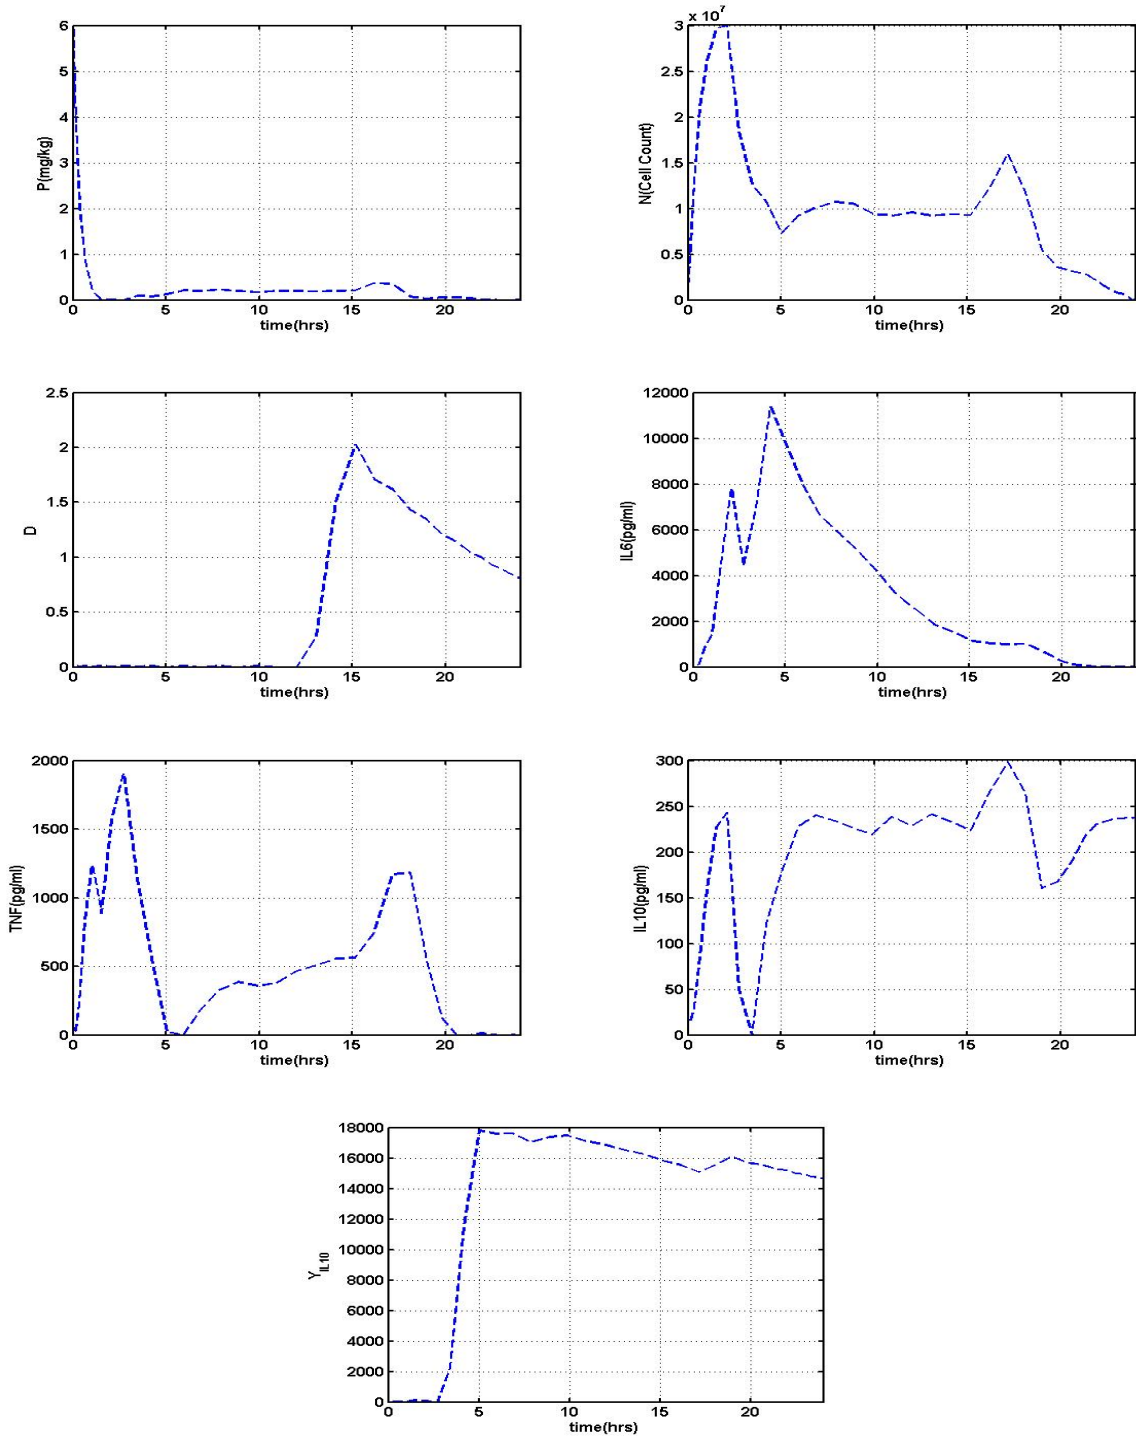 P(mg/kg)
6
5
4
3
2
1
0
0 5 10 15 20
time(hrs)
x 10^7
N(Cell Count)
3
2.5
2
1.5
1
0.5
0
0 5 10 15 20
time(hrs)
D
2.5
2
1.5
1
0.5
0
0 5 10 15 20
time(hrs)
IL6(pg/ml)
12000
10000
8000
6000
4000
2000
0
0 5 10 15 20
time(hrs)
TNF(pg/ml)
2000
1500
1000
500
0
0 5 10 15 20
time(hrs)
IL10(pg/ml)
300
250
200
150
100
50
0
0 5 10 15 20
time(hrs)
Y_IL10
18000
16000
14000
12000
10000
8000
6000
4000
2000
0
0 5 10 15 20
time(hrs)